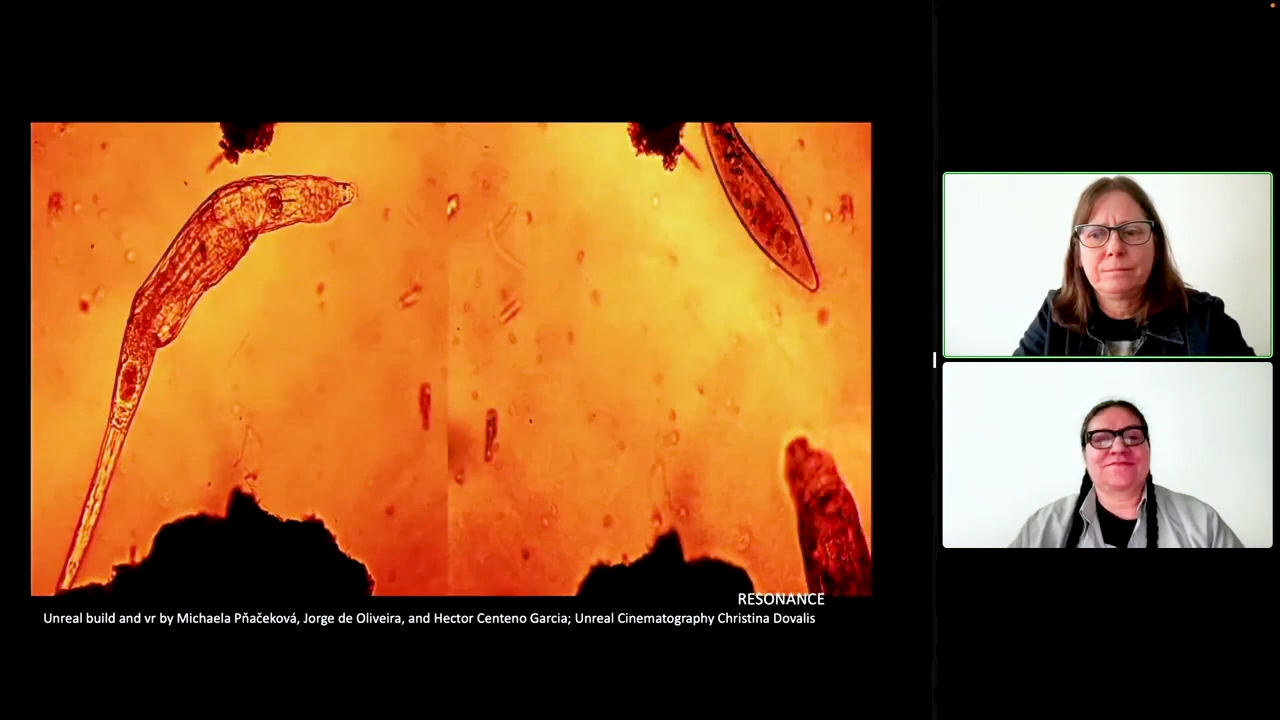 RESONANCE
Unreal build and vr by Michaela Pňačeková, Jorge de Oliveira, and Hector Centeno Garcia; Unreal Cinematography Christina Dovalis